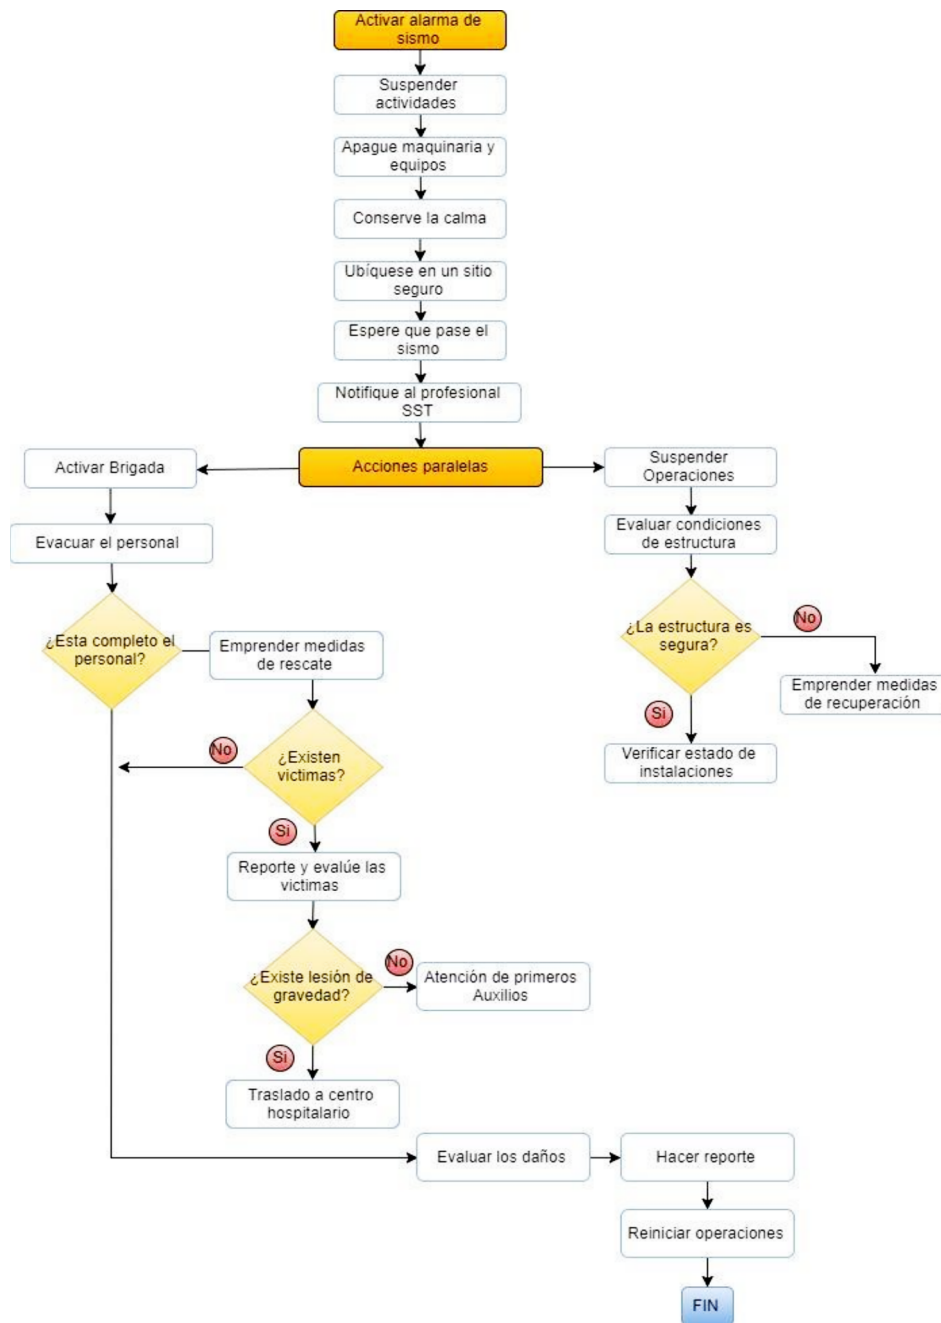 Activar alarma de
sismo
Suspender
actividades
Apague maquinaria y
equipos
Conserve la calma
Ubíquese en un sitio
seguro
Espere que pase el
sismo
Notifique al profesional
SST
Activar Brigada
Acciones paralelas
Suspender
Operaciones
Evacuar el personal
Evaluar condiciones
de estructura
¿Esta completo el
personal?
Emprender medidas
de rescate
¿La estructura es
segura?
No
Emprender medidas
de recuperación
Si
Verificar estado de
instalaciones
No
¿Existen
victimas?
Si
Reporte y evalúe las
victimas
¿Existe lesión de
gravedad?
No
Atención de primeros
Auxilios
Si
Traslado a centro
hospitalario
Evaluar los daños
Hacer reporte
Reiniciar operaciones
FIN